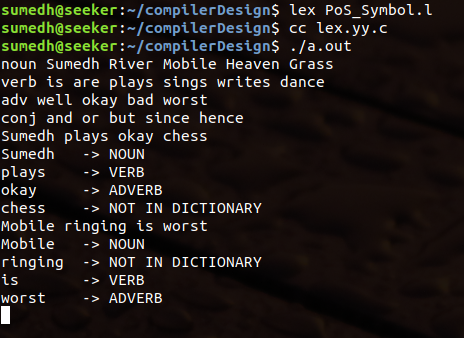 sumedh@seeker:~/compilerDesign$ lex PoS_Symbol.l
sumedh@seeker:~/compilerDesign$ cc lex.yy.c
sumedh@seeker:~/compilerDesign$ ./a.out
noun Sumedh River Mobile Heaven Grass
verb is are plays sings writes dance
adv well okay bad worst
conj and or but since hence
Sumedh plays okay chess
Sumedh -> NOUN
plays -> VERB
okay -> ADVERB
chess -> NOT IN DICTIONARY
Mobile ringing is worst
Mobile -> NOUN
ringing -> NOT IN DICTIONARY
is -> VERB
worst -> ADVERB